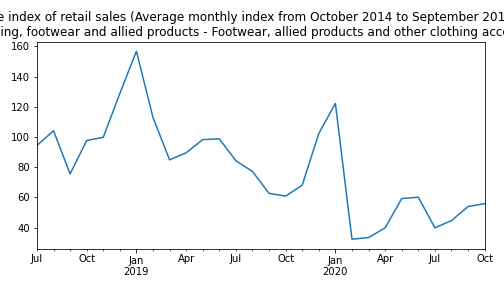 index of retail sales (Average monthly index from October 2014 to September
footwear and allied products - Footwear, allied products and other clothing
160
140
120
100
80
60
40
Jul Oct Jan Apr Jul Oct Jan Apr Jul Oct
2019 2020